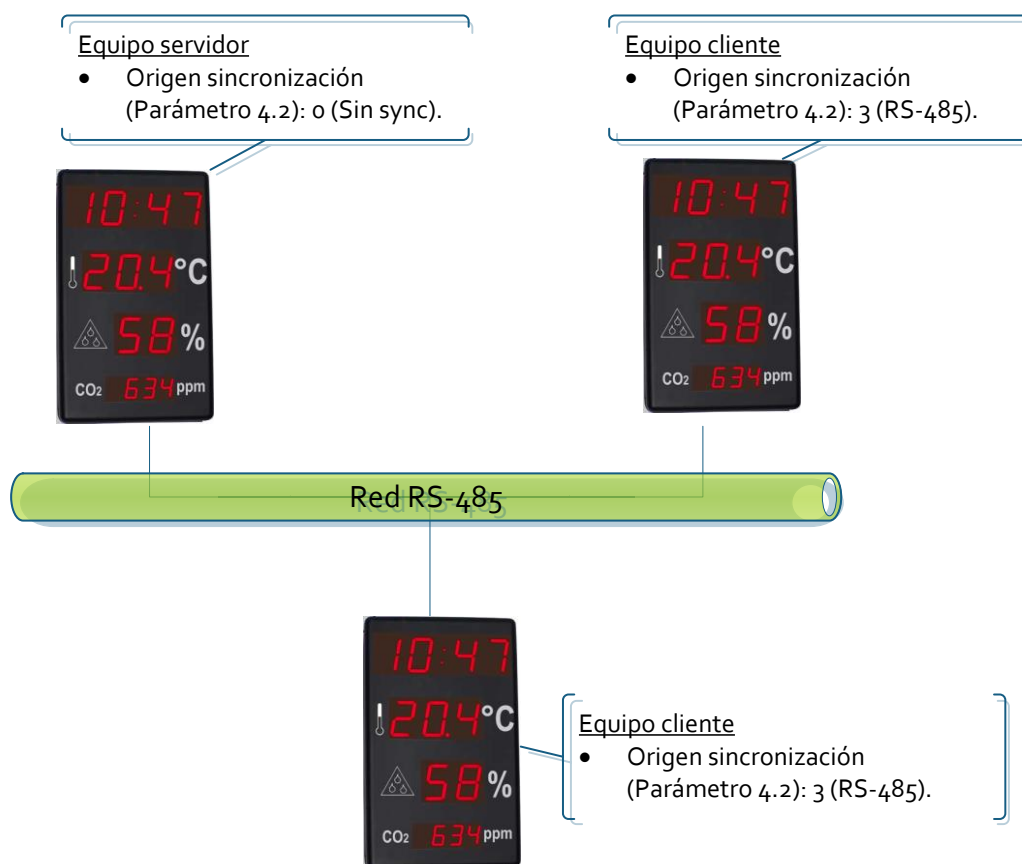 Equipo servidor
• Origen sincronización
(Parámetro 4.2): 0 (Sin sync).
Equipo cliente
• Origen sincronización
(Parámetro 4.2): 3 (RS-485).
10:47
20.4°C
58%
CO2 634 ppm
10:47
20.4°C
58%
CO2 634 ppm
Red RS-485
10:47
20.4°C
58%
CO2 634 ppm
Equipo cliente
• Origen sincronización
(Parámetro 4.2): 3 (RS-485).